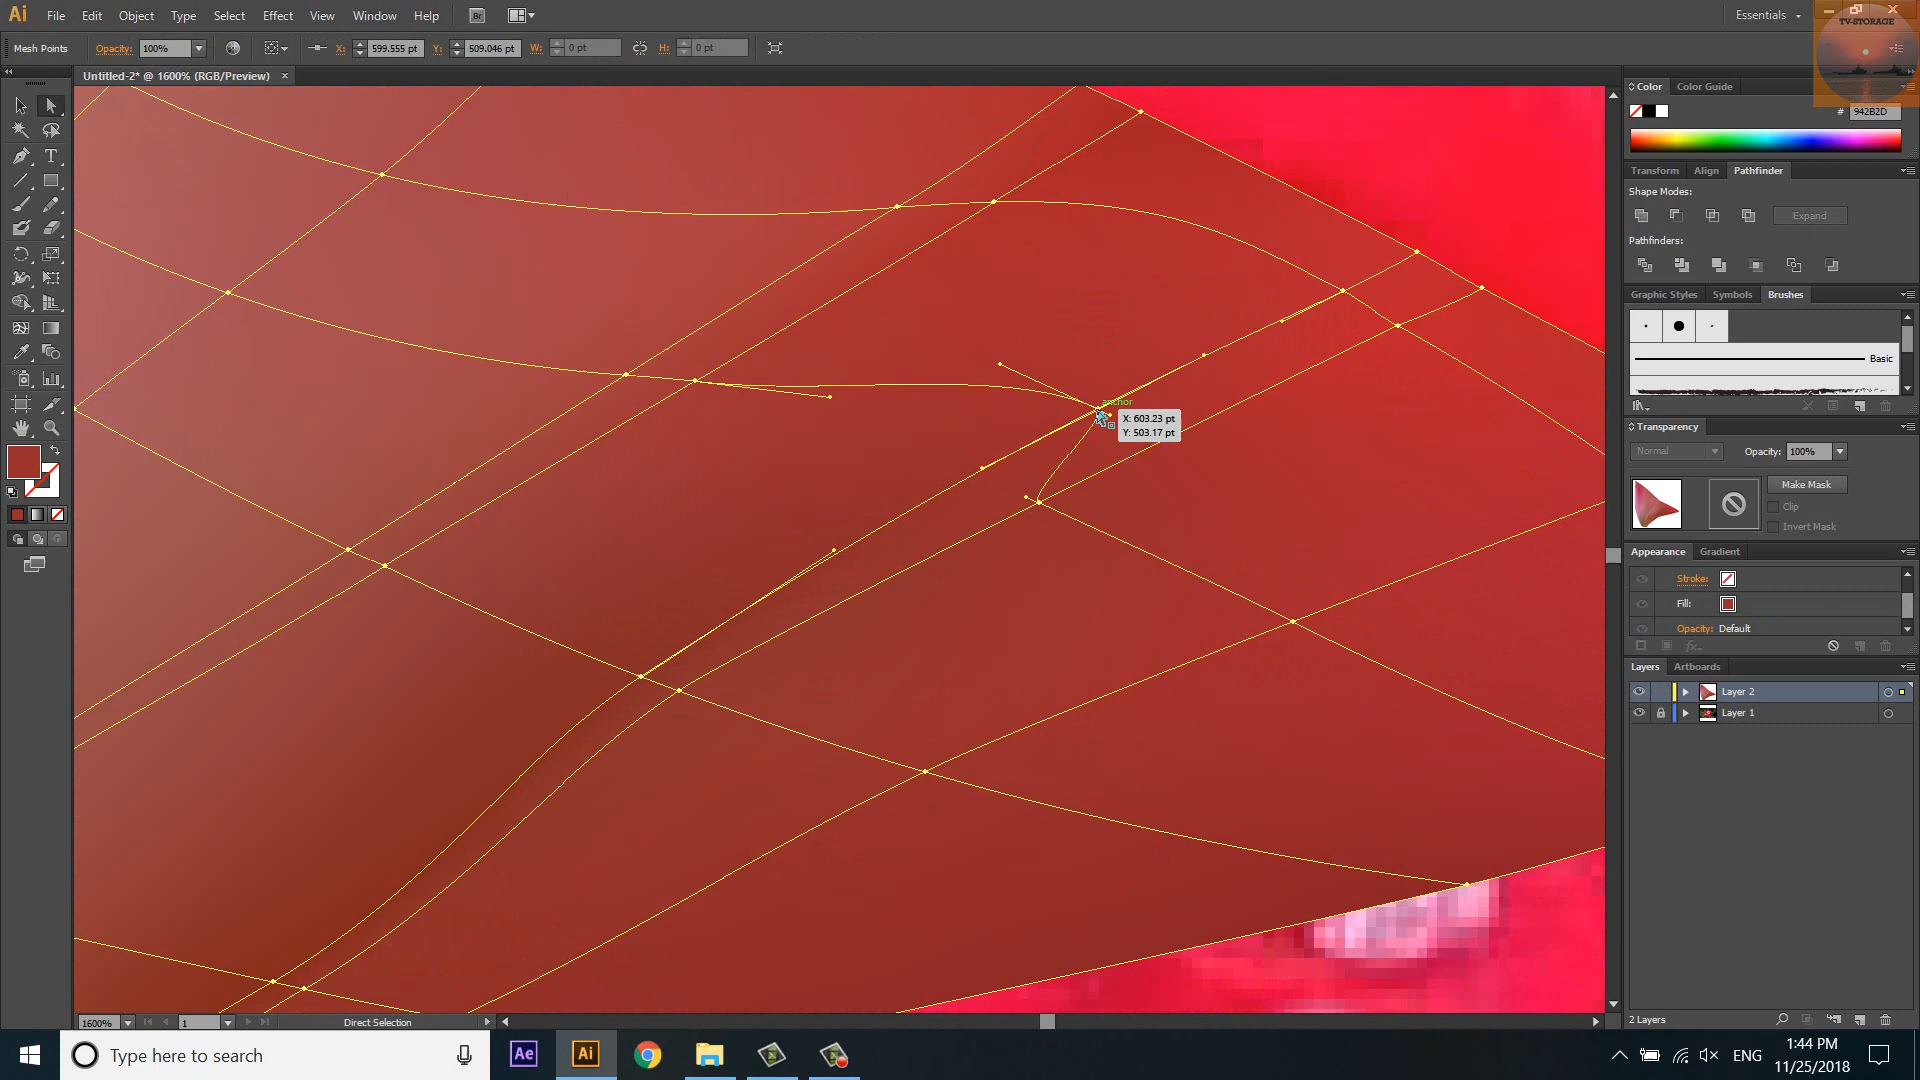 Ai File Edit Object Type Select Effect View Window Help Br Essentials
TV-STORAGE
Mesh Points Opacity: 100% X: 599.555 pt Y: 509.046 pt W: 0 pt H: 0 pt
Untitled-2* @ 1600% (RGB/Preview)
Color Color Guide
# 942B2D
Transform Align Pathfinder
Shape Modes:
Expand
Pathfinders:
Graphic Styles Symbols Brushes
Basic
anchor
X: 603.23 pt
Y: 503.17 pt
Transparency
Normal Opacity: 100%
Make Mask
Clip
Invert Mask
Appearance Gradient
Stroke:
Fill:
Opacity: Default
Layers Artboards
Layer 2
Layer 1
2 Layers
1600% 1 Direct Selection
Type here to search
Ae Ai
ENG
1:44 PM
11/25/2018